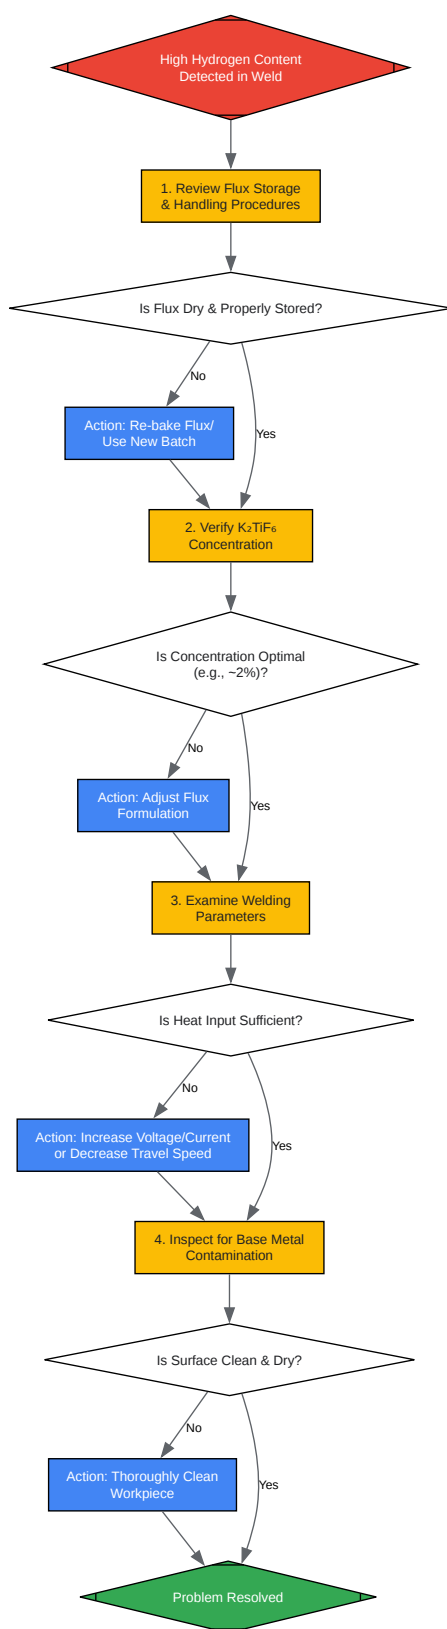 High Hydrogen Content
Detected in Weld
1. Review Flux Storage
& Handling Procedures
Is Flux Dry & Properly Stored?
No
Action: Re-bake Flux/
Use New Batch
Yes
2. Verify K₂TiF₆
Concentration
Is Concentration Optimal
(e.g., ~2%)?
No
Action: Adjust Flux
Formulation
Yes
3. Examine Welding
Parameters
Is Heat Input Sufficient?
No
Action: Increase Voltage/Current
or Decrease Travel Speed
Yes
4. Inspect for Base Metal
Contamination
Is Surface Clean & Dry?
No
Action: Thoroughly Clean
Workpiece
Yes
Problem Resolved